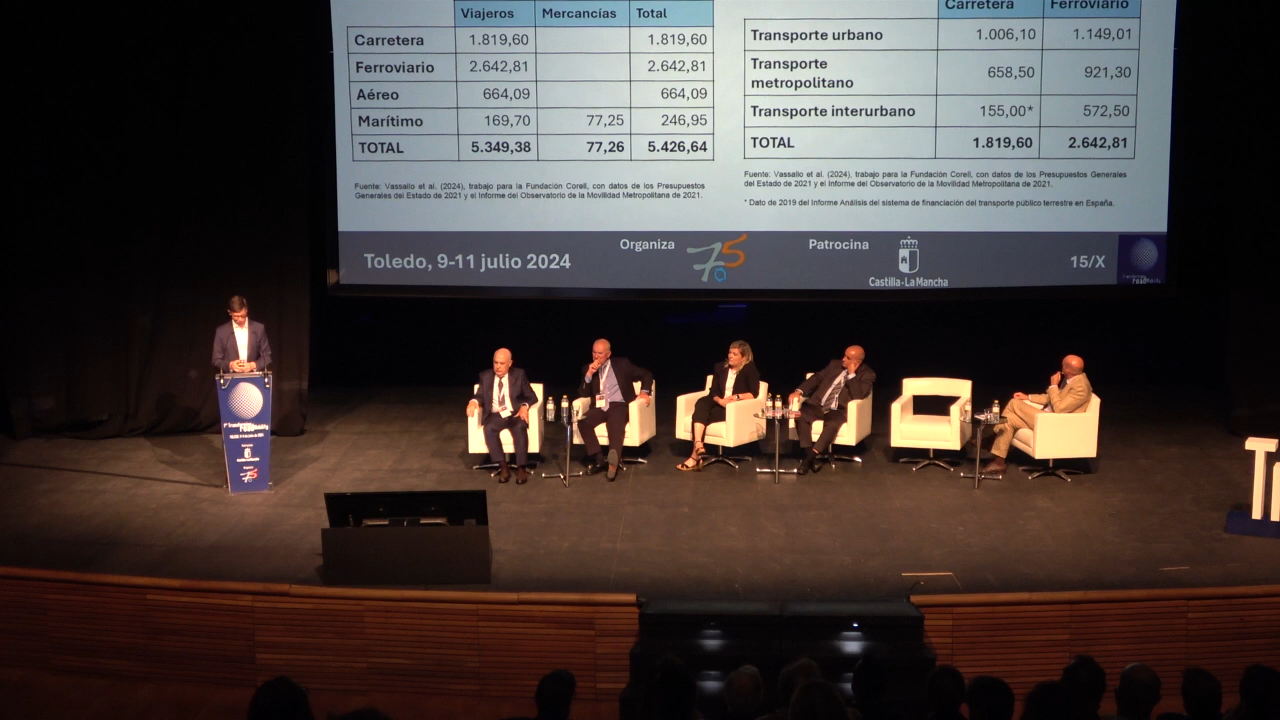 Viajeros Mercancías Total
Carretera 1.819,60 1.819,60
Ferroviario 2.642,81 2.642,81
Aéreo 664,09 664,09
Marítimo 169,70 77,25 246,95
TOTAL 5.349,38 77,26 5.426,64
Fuente: Vassallo et al. (2024), trabajo para la Fundación Corell, con datos de los Presupuestos
Generales del Estado de 2021 y el Informe del Observatorio de la Movilidad Metropolitana de 2021.
Carretera Ferroviario
Transporte urbano 1.006,10 1.149,01
Transporte
metropolitano 658,50 921,30
Transporte interurbano 155,00* 572,50
TOTAL 1.819,60 2.642,81
Fuente: Vassallo et al. (2024), trabajo para la Fundación Corell, con datos de los Presupuestos Generales
del Estado de 2021 y el Informe del Observatorio de la Movilidad Metropolitana de 2021.
* Dato de 2019 del Informe Análisis del sistema de financiación del transporte público terrestre en España.
Toledo, 9-11 julio 2024
Organiza
75
Patrocina
Castilla-La Mancha
15/X
75